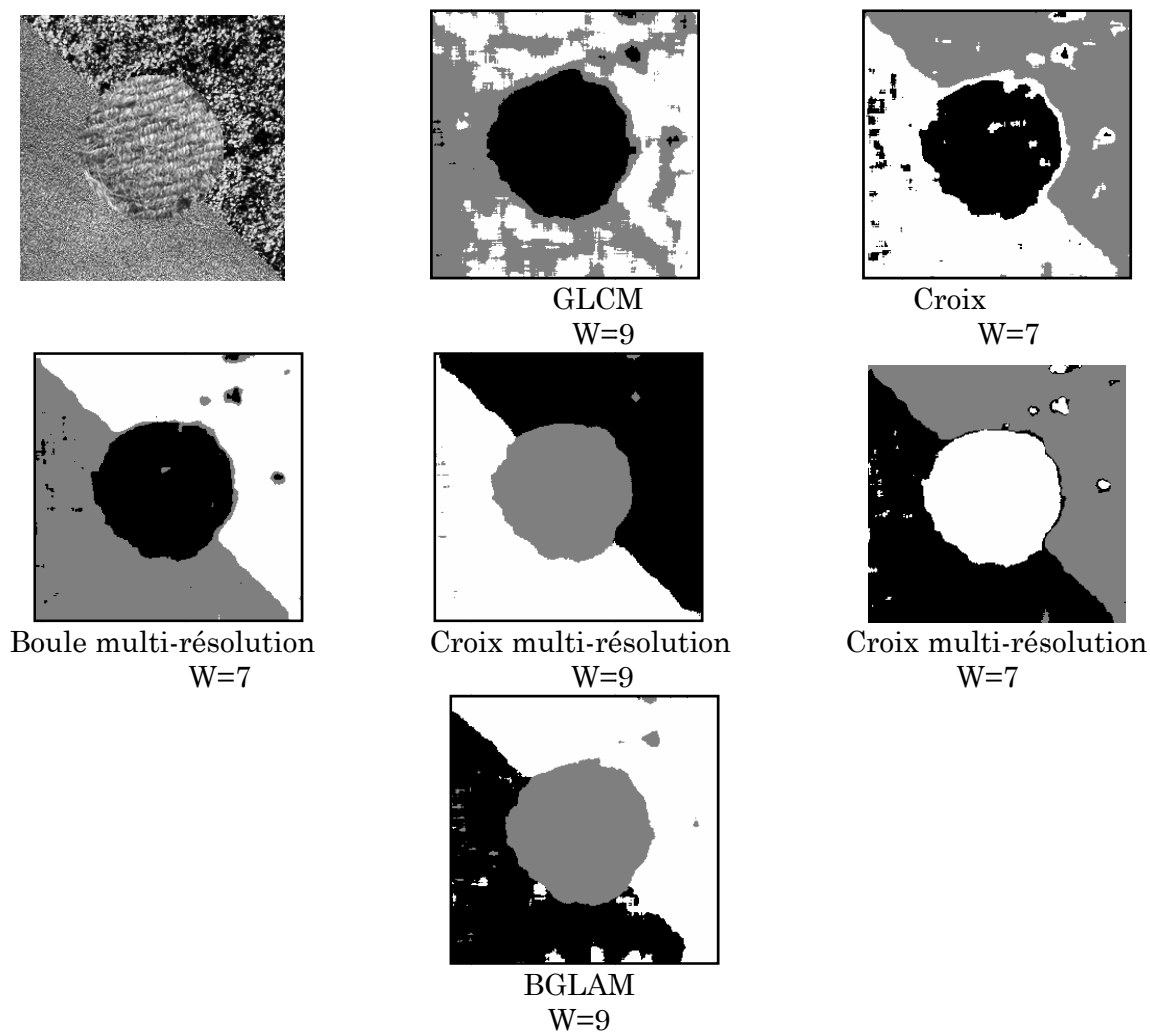 GLCM
W=9
Croix
W=7
Boule multi-résolution
W=7
Croix multi-résolution
W=9
Croix multi-résolution
W=7
BGLAM
W=9